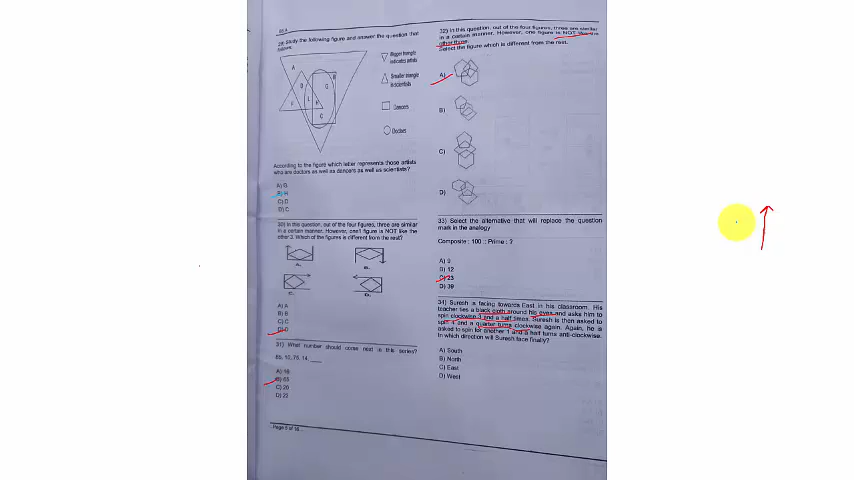 29) Study the following figure and answer the question that
follows.
Bigger triangle
indicates artists
Smaller triangle
Dancers
Doctors
According to the figure which letter represents those artists
who are doctors as well as dancers as well as scientists?
A) G
B) H
C) D
D) C
30) In this question, out of the four figures, three are similar
in a certain manner. However, one figure is NOT like the
other 3. Which of the figures is different from the rest?
A) A
B) B
C) C
D) D
31) What number should come next in this series?
C) 20
Page 9 of 16
32) In this question, out of the four figures, three are similar
in a certain manner. However, one figure is NOT like the
other three.
Select the figure which is different from the rest.
A)
B)
C)
D)
33) Select the alternative that will replace the question
mark in the analogy
Composite : 100 :: Prime : ?
A) 9
B) 12
C) 23
D) 39
34) Suresh is facing towards East in his classroom. His
teacher ties a black cloth around his eyes and asks him to
spin clockwise 3 and a half times. Suresh is then asked to
spin 4 and a quarter turns clockwise again. Again, he is
asked to spin for another 1 and a half turns anti-clockwise.
In which direction will Suresh face finally?
A) South
B) North
C) East
D) West